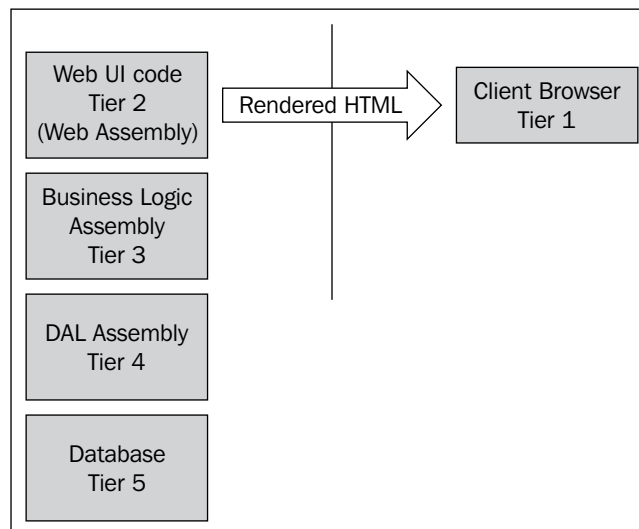 Web UI code
Tier 2
(Web Assembly)
Rendered HTML
Client Browser
Tier 1
Business Logic
Assembly
Tier 3
DAL Assembly
Tier 4
Database
Tier 5